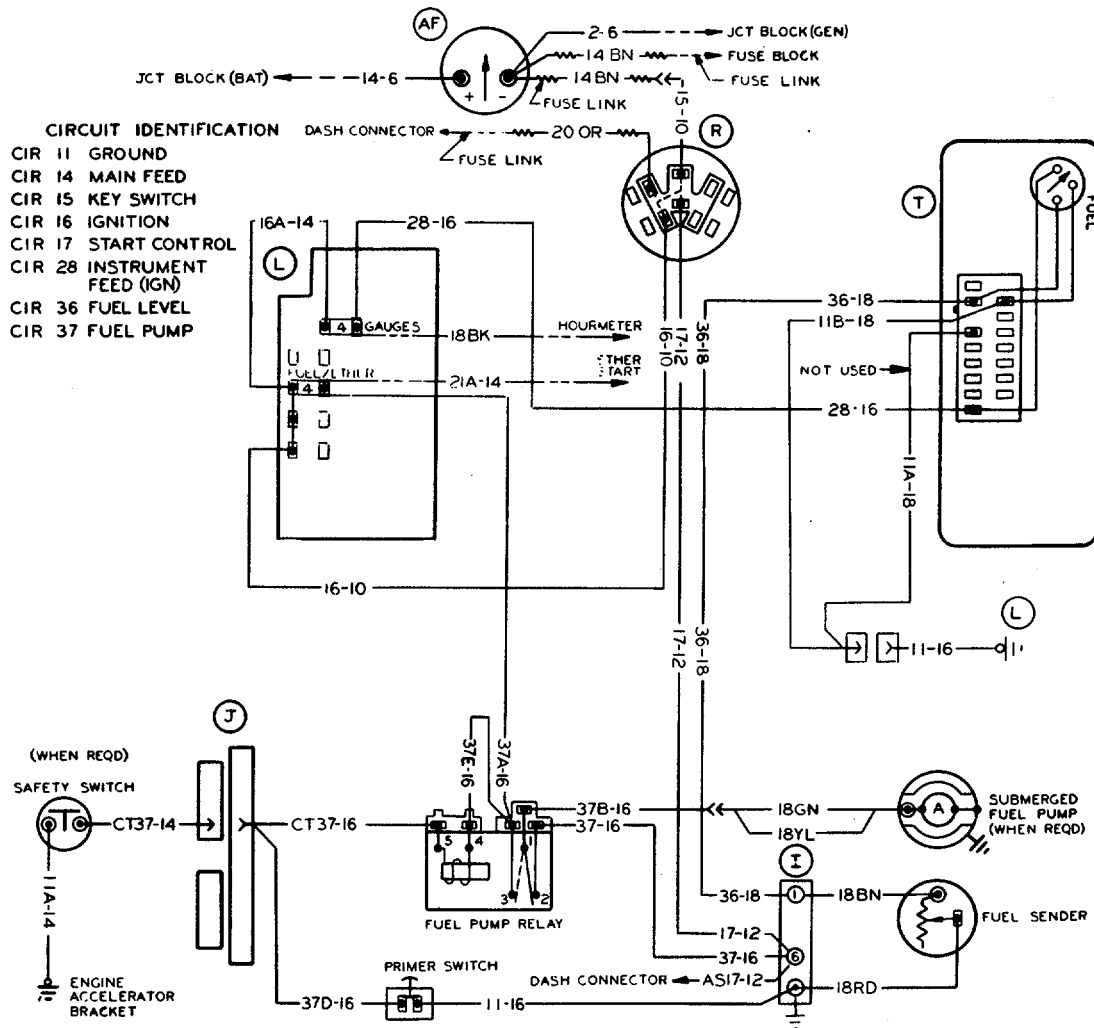 AF
2-6
JCT BLOCK (GEN)
14 BN
FUSE BLOCK
JCT BLOCK (BAT)
14-6
+
-
14BN
FUSE LINK
FUSE LINK
15-10
CIRCUIT IDENTIFICATION
CIR 11 GROUND
CIR 14 MAIN FEED
CIR 15 KEY SWITCH
CIR 16 IGNITION
CIR 17 START CONTROL
CIR 28 INSTRUMENT
FEED (IGN)
CIR 36 FUEL LEVEL
CIR 37 FUEL PUMP
DASH CONNECTOR
20 OR
FUSE LINK
R
T
FUEL
16A-14
28-16
L
4
GAUGES
18BK
HOURMETER
FUEL/ETHER
4
21A-14
ETHER
START
16-10
17-12
36-18
36-18
11B-18
NOT USED
28-16
11A-18
16-10
17-12
36-18
L
11-16
J
(WHEN REQD)
SAFETY SWITCH
CT37-14
CT37-16
37E-16
37A-16
37B-16
37-16
5
4
1
3
2
FUEL PUMP RELAY
18GN
18YL
A
SUBMERGED
FUEL PUMP
(WHEN REQD)
I
36-18
1
18BN
FUEL SENDER
17-12
37-16
6
DASH CONNECTOR
AS17-12
18RD
11A-14
ENGINE
ACCELERATOR
BRACKET
PRIMER SWITCH
37D-16
11-16